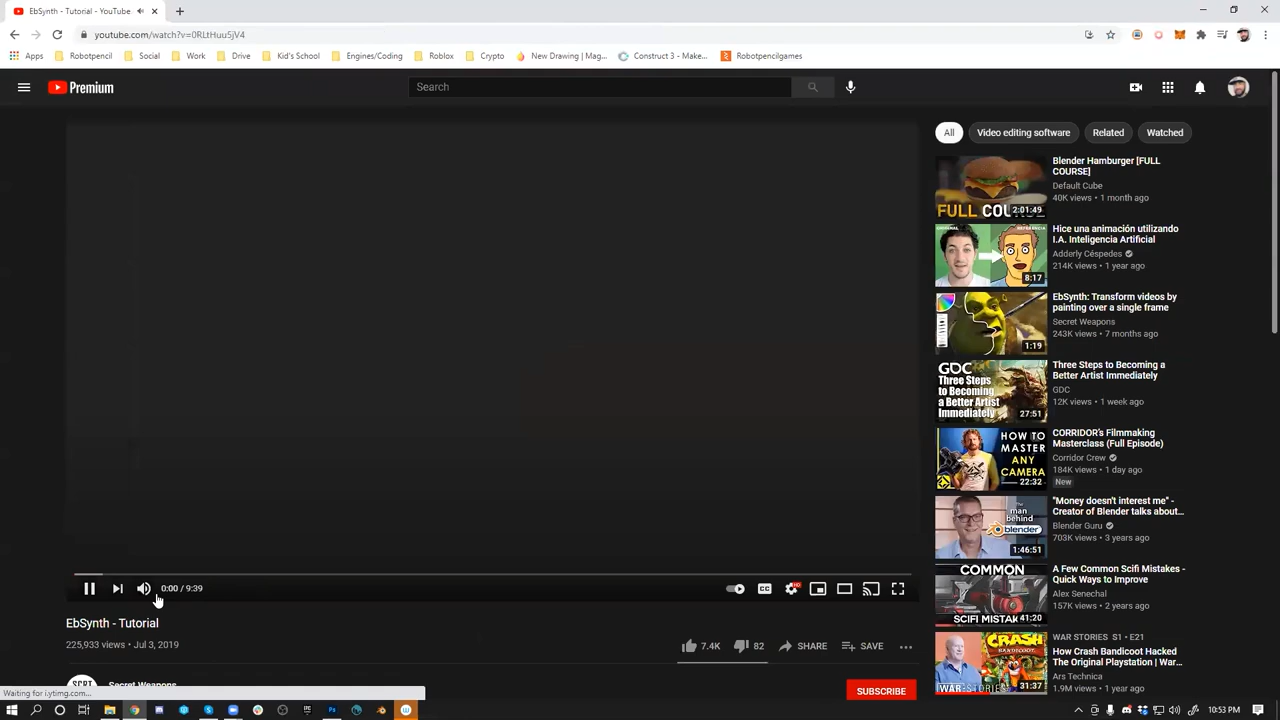 EbSynth - Tutorial - YouTube
youtube.com/watch?v=0RLtHuu5jV4
Apps Robotpencil Social Work Drive Kid's School Engines/Coding Roblox Crypto New Drawing | Mag... Construct 3 - Make... Robotpencilgames
Premium
Search
All Video editing software Related Watched
Blender Hamburger [FULL
COURSE]
Default Cube
40K views • 1 month ago
FULL COU
2:01:49
Hice una animación utilizando
I.A. Inteligencia Artificial
Adderly Céspedes
214K views • 1 year ago
8:17
EbSynth: Transform videos by
painting over a single frame
Secret Weapons
243K views • 7 months ago
1:19
GDC
Three Steps
to Becoming
a Better Artist
Immediately
27:51
Three Steps to Becoming a
Better Artist Immediately
GDC
12K views • 1 week ago
HOW TO
MASTER
ANY
CAMERA
22:32
CORRIDOR's Filmmaking
Masterclass (Full Episode)
Corridor Crew
184K views • 1 day ago
New
the
man
behind
blender
1:46:51
"Money doesn't interest me" -
Creator of Blender talks about...
Blender Guru
703K views • 3 years ago
COMMON
SCIFI MISTAK
41:20
A Few Common Scifi Mistakes -
Quick Ways to Improve
Alex Senechal
157K views • 2 years ago
CRASH
BANDICOOT
WAR STORIES
31:37
WAR STORIES S1 • E21
How Crash Bandicoot Hacked
The Original Playstation | War...
Ars Technica
1.9M views • 1 year ago
0:00 / 9:39
CC
HD
EbSynth - Tutorial
225,933 views • Jul 3, 2019
7.4K 82 SHARE SAVE
SCRT
Secret Weapons
SUBSCRIBE
Waiting for i.ytimg.com...
10:53 PM